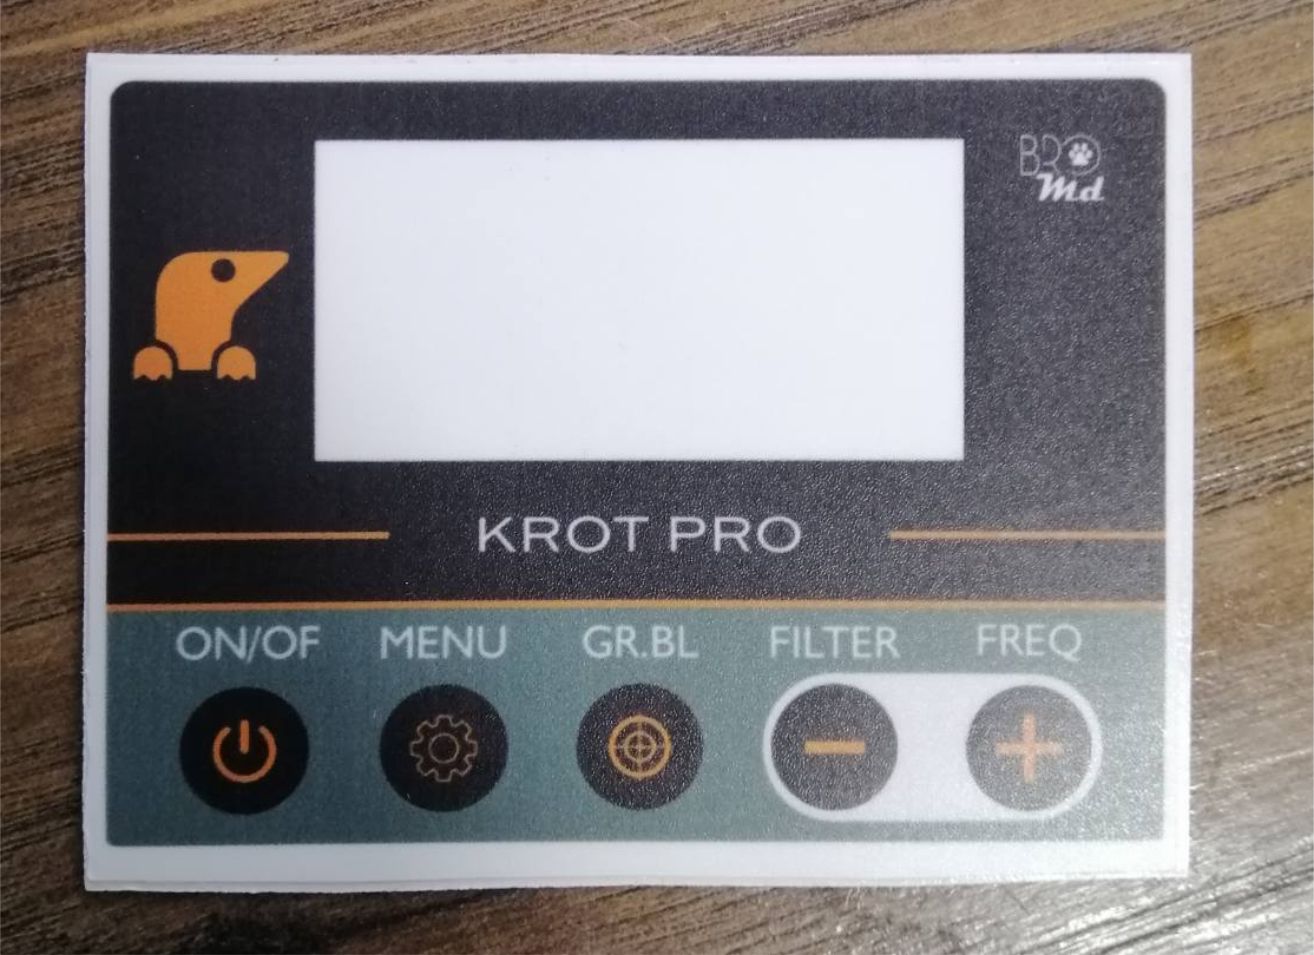 BRO
Md
KROT PRO
ON/OF MENU GR.BL FILTER FREQ